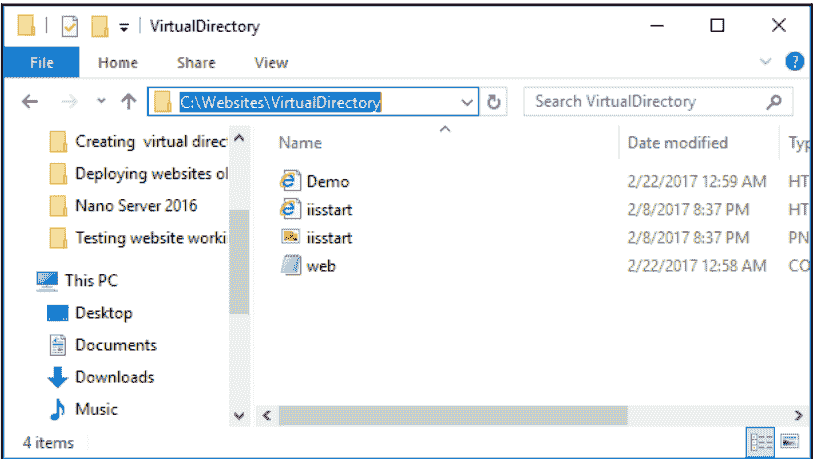 VirtualDirectory
File Home Share View
C:\Websites\VirtualDirectory Search VirtualDirectory
Creating virtual direc
Deploying websites ol
Nano Server 2016
Testing website worki
This PC
Desktop
Documents
Downloads
Music
Name Date modified Typ
Demo 2/22/2017 12:59 AM HT
iisstart 2/8/2017 8:37 PM HT
iisstart 2/8/2017 8:37 PM PN
web 2/22/2017 12:58 AM CO
4 items